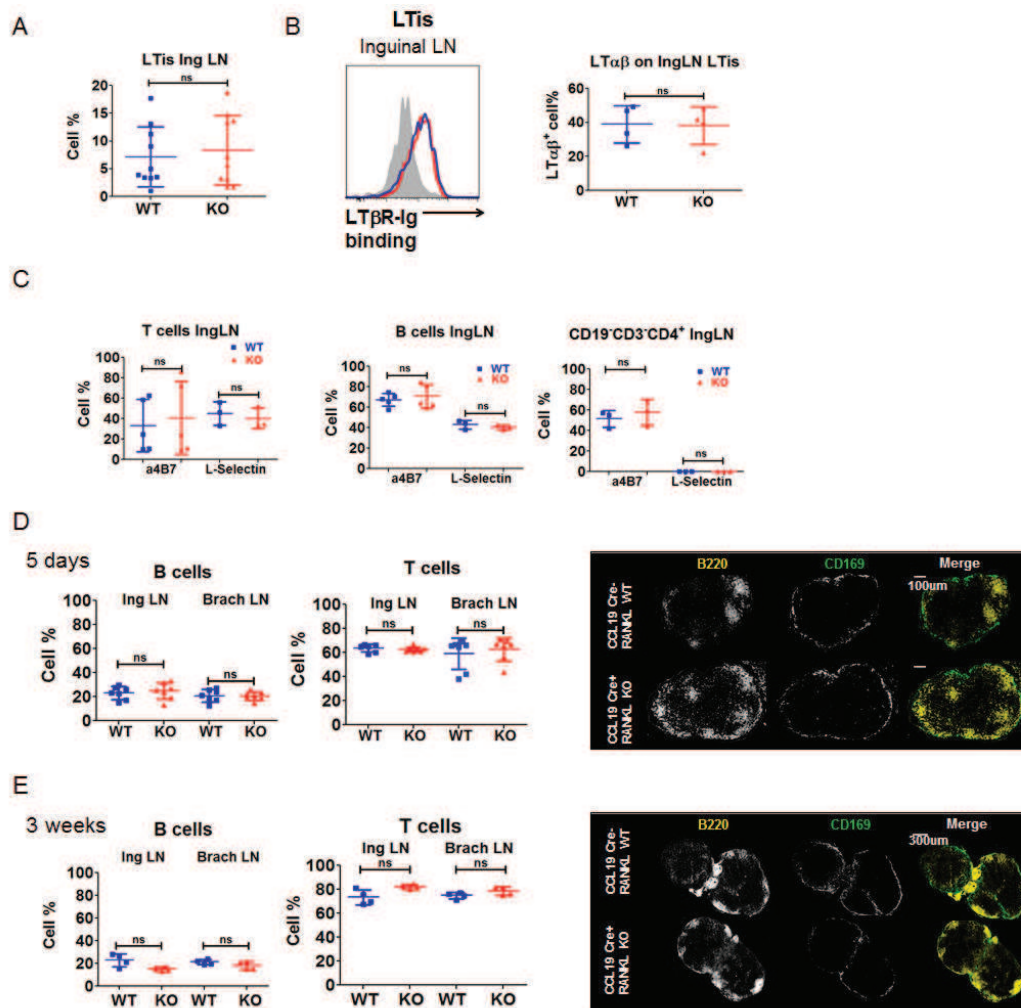 A
LTis Ing LN
ns
Cell %
20
15
10
5
0
WT KO
B
LTis
Inguinal LN
LTβR-Ig
binding
LTαβ on IngLN LTis
ns
LTαβ⁺ cell%
60
40
20
0
WT KO
C
T cells IngLN
WT
KO
ns
ns
Cell %
100
80
60
40
20
0
a4B7 L-Selectin
B cells IngLN
WT
KO
ns
ns
Cell %
100
80
60
40
20
0
a4B7 L-Selectin
CD19⁻CD3⁻CD4⁺ IngLN
WT
KO
ns
ns
Cell %
100
80
60
40
20
0
a4B7 L-Selectin
D
5 days
B cells
Ing LN Brach LN
ns ns
Cell %
100
80
60
40
20
0
WT KO WT KO
T cells
Ing LN Brach LN
ns ns
Cell %
100
80
60
40
20
0
WT KO WT KO
B220 CD169 Merge
100um
CCL19 Cre-
RANKL WT
CCL19 Cre+
RANKL KO
E
3 weeks
B cells
Ing LN Brach LN
ns ns
Cell %
100
80
60
40
20
0
WT KO WT KO
T cells
Ing LN Brach LN
ns ns
Cell %
100
80
60
40
20
0
WT KO WT KO
B220 CD169 Merge
300um
CCL19 Cre-
RANKL WT
CCL19 Cre+
RANKL KO